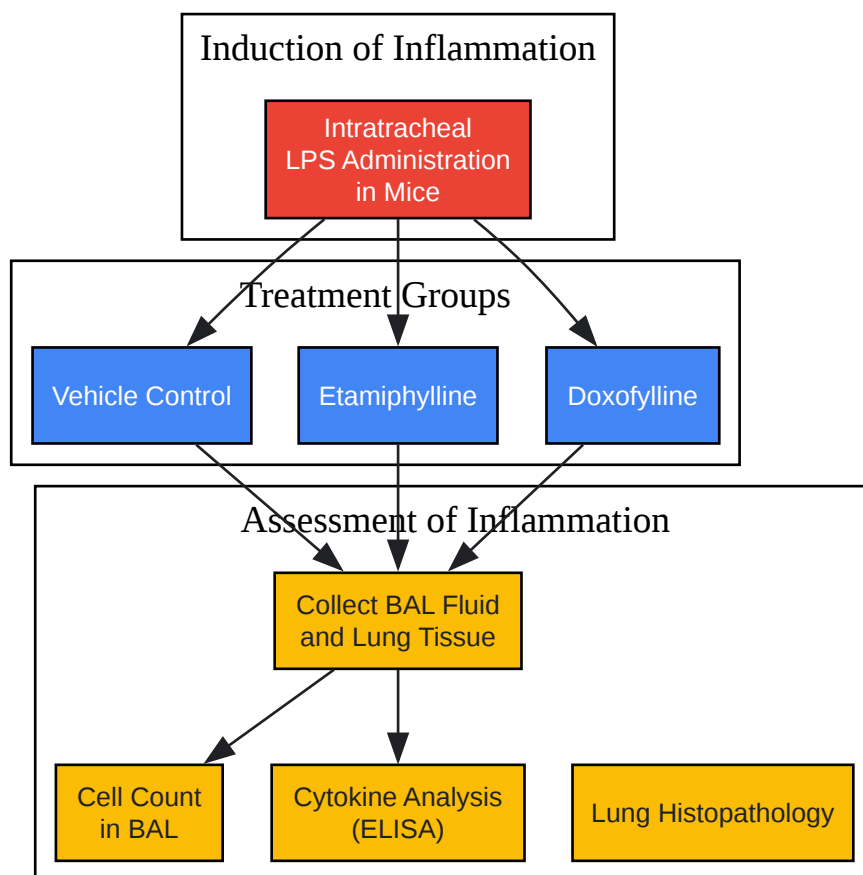 Induction of Inflammation
Intratracheal
LPS Administration
in Mice
Treatment Groups
Vehicle Control
Etamiphylline
Doxofylline
Assessment of Inflammation
Collect BAL Fluid
and Lung Tissue
Cell Count
in BAL
Cytokine Analysis
(ELISA)
Lung Histopathology